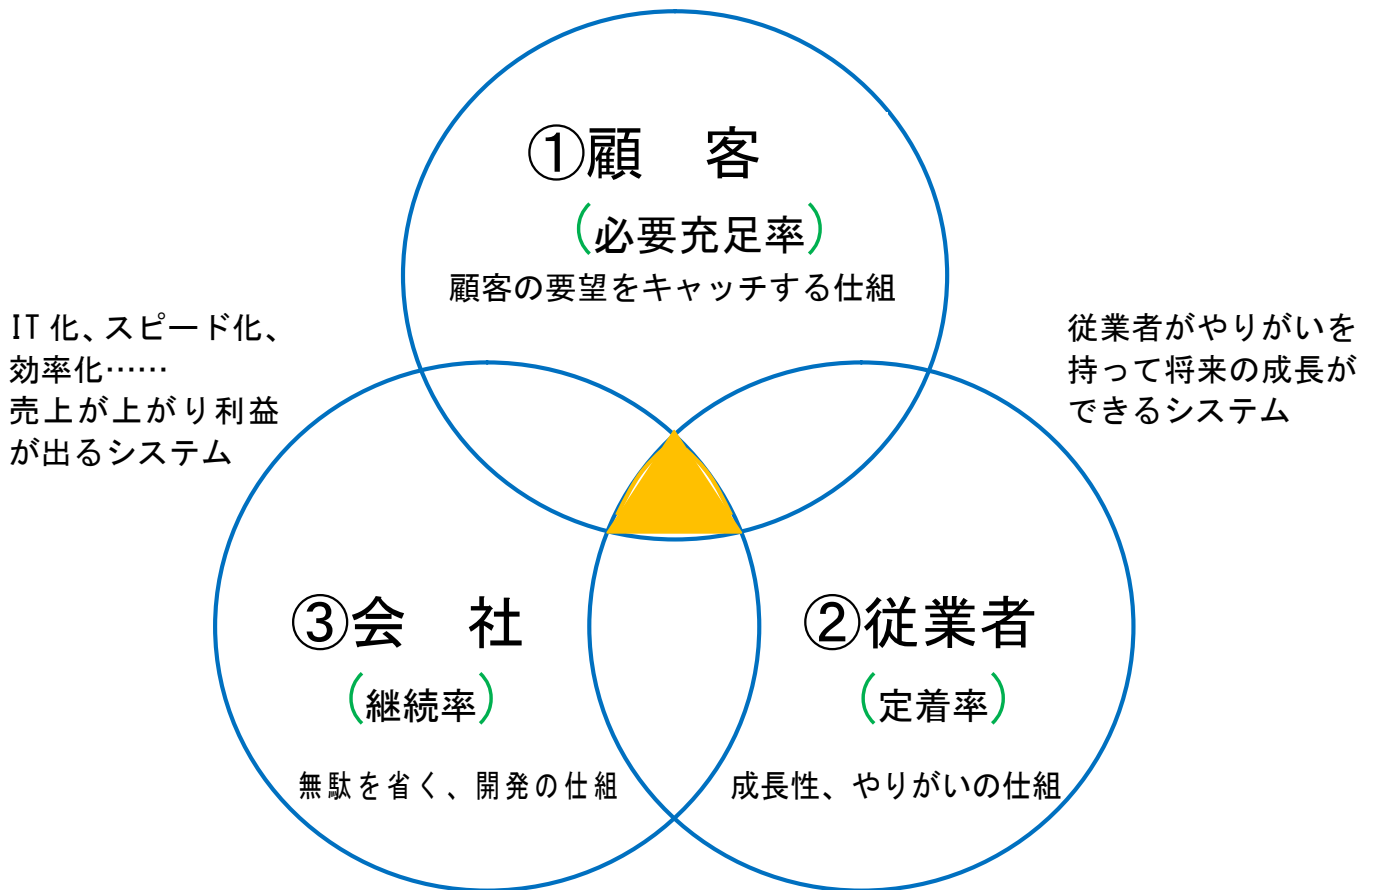 ①顧　客
(必要充足率)
顧客の要望をキャッチする仕組
IT 化、スピード化、
効率化……
売上が上がり利益
が出るシステム
従業者がやりがいを
持って将来の成長が
できるシステム
③会　社
(継続率)
無駄を省く、開発の仕組
②従業者
(定着率)
成長性、やりがいの仕組